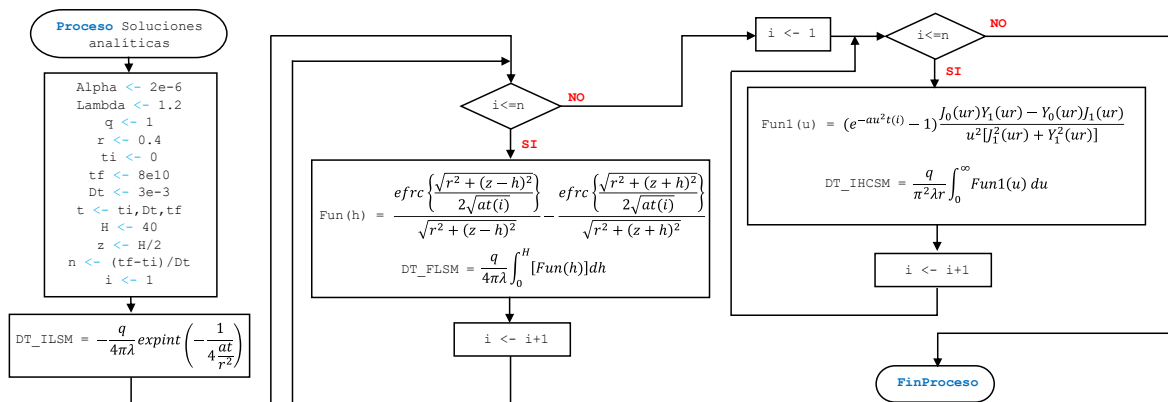 Proceso Soluciones
analíticas
Alpha <- 2e-6
Lambda <- 1.2
q <- 1
r <- 0.4
ti <- 0
tf <- 8e10
Dt <- 3e-3
t <- ti,Dt,tf
H <- 40
z <- H/2
n <- (tf-ti)/Dt
i <- 1
DT_ILSM = -q/(4πλ) expint(-1/(4 at/r²))
i<=n
NO
SI
Fun(h) = efrc{√(r² + (z − h)²)/(2√at(i))}/√(r² + (z − h)²) − efrc{√(r² + (z + h)²)/(2√at(i))}/√(r² + (z + h)²)
DT_FLSM = q/(4πλ) ∫₀ᴴ [Fun(h)]dh
i <- i+1
i <- 1
i<=n
NO
SI
Fun1(u) = (e^(−au²t(i)) − 1) (J₀(ur)Y₁(ur) − Y₀(ur)J₁(ur))/(u²[J₁²(ur) + Y₁²(ur)])
DT_IHCSM = q/(π²λr) ∫₀^∞ Fun1(u) du
i <- i+1
FinProceso